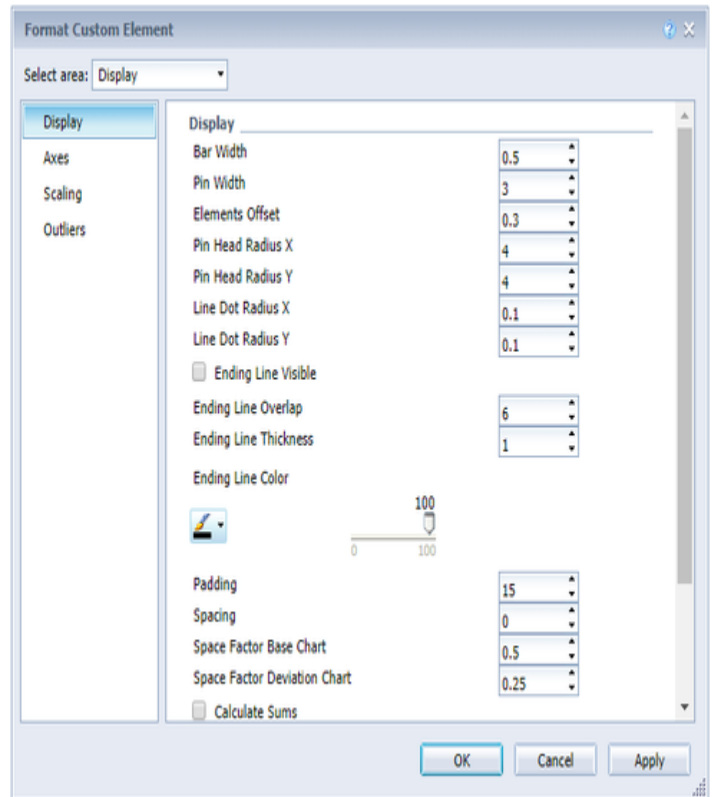 Format Custom Element
Select area: Display
Display
Axes
Scaling
Outliers
Display
Bar Width 0.5
Pin Width 3
Elements Offset 0.3
Pin Head Radius X 4
Pin Head Radius Y 4
Line Dot Radius X 0.1
Line Dot Radius Y 0.1
Ending Line Visible
Ending Line Overlap 6
Ending Line Thickness 1
Ending Line Color
100
0 100
Padding 15
Spacing 0
Space Factor Base Chart 0.5
Space Factor Deviation Chart 0.25
Calculate Sums
OK Cancel Apply